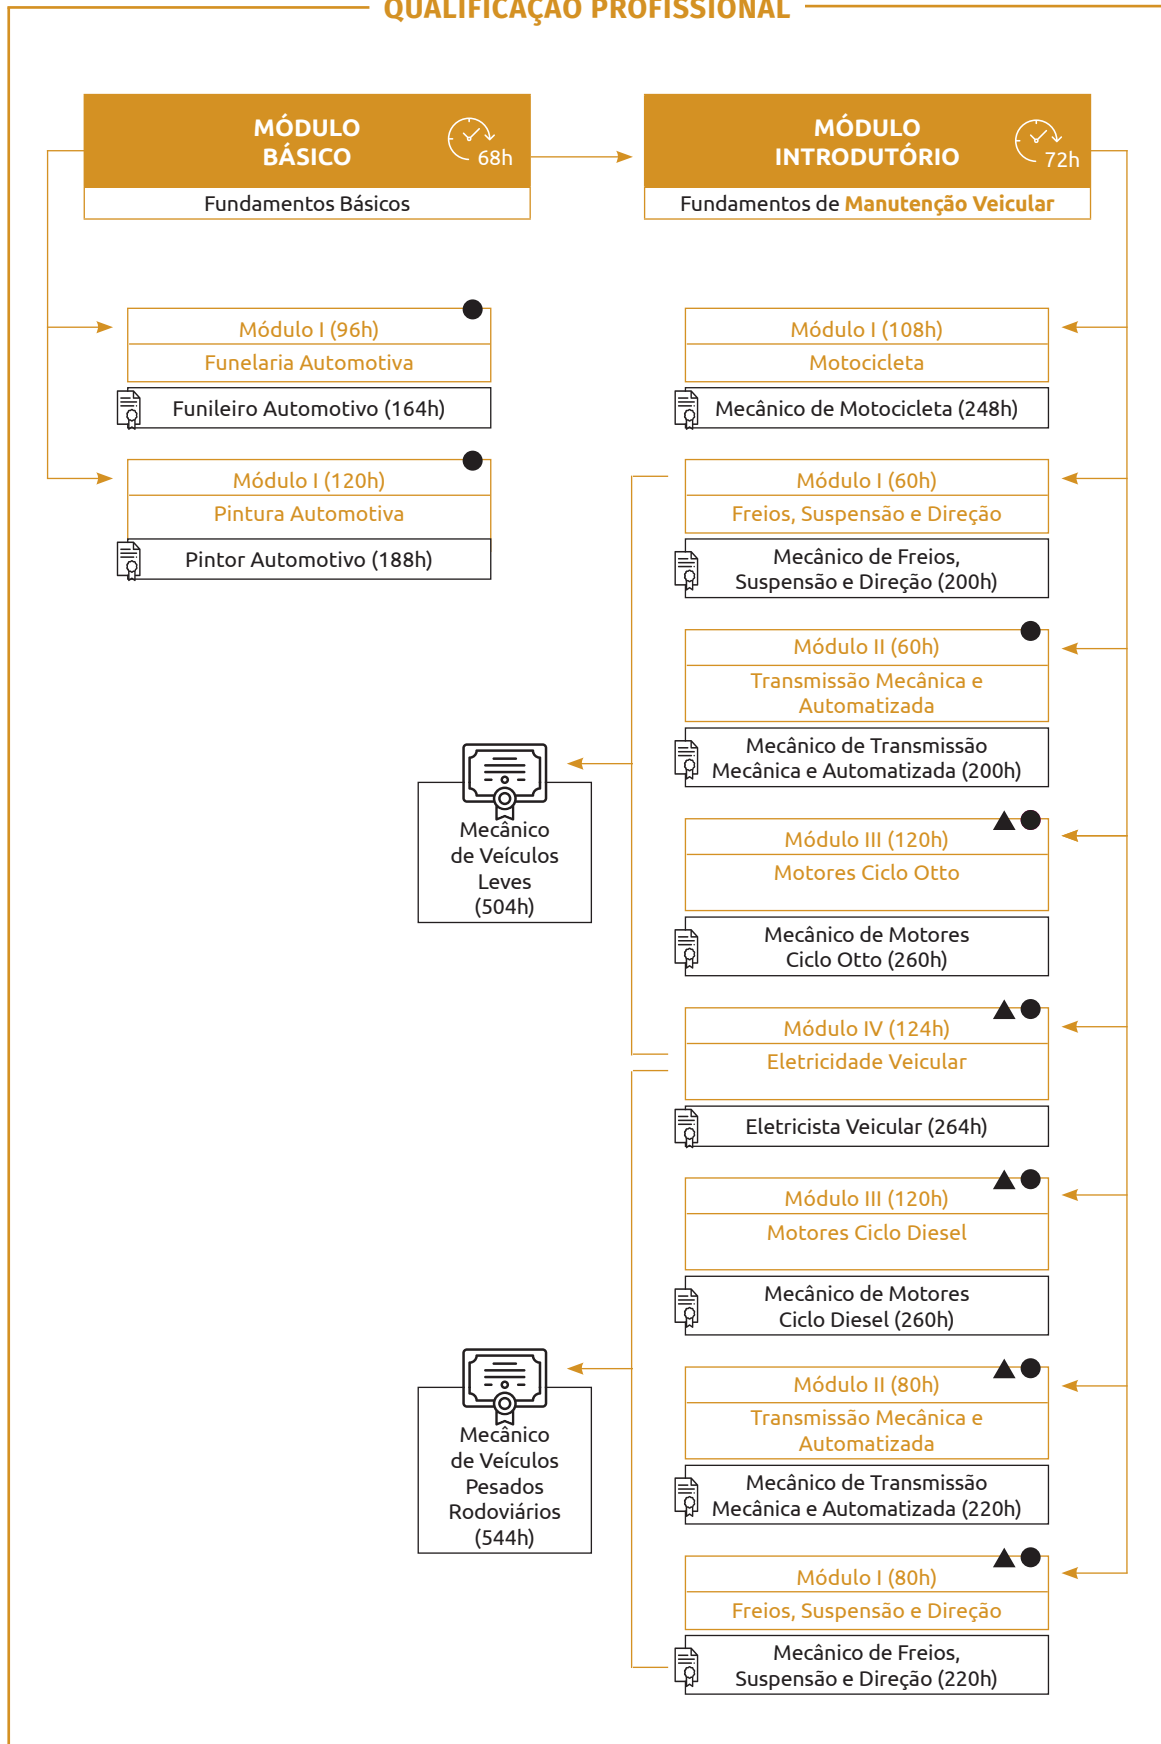 QUALIFICAÇÃO PROFISSIONAL
MÓDULO
BÁSICO
68h
Fundamentos Básicos
MÓDULO
INTRODUTÓRIO
72h
Fundamentos de Manutenção Veicular
Módulo I (96h)
Funelaria Automotiva
Funileiro Automotivo (164h)
Módulo I (120h)
Pintura Automotiva
Pintor Automotivo (188h)
Módulo I (108h)
Motocicleta
Mecânico de Motocicleta (248h)
Módulo I (60h)
Freios, Suspensão e Direção
Mecânico de Freios,
Suspensão e Direção (200h)
Módulo II (60h)
Transmissão Mecânica e
Automatizada
Mecânico de Transmissão
Mecânica e Automatizada (200h)
Mecânico
de Veículos
Leves
(504h)
Módulo III (120h)
Motores Ciclo Otto
Mecânico de Motores
Ciclo Otto (260h)
Módulo IV (124h)
Eletricidade Veicular
Eletricista Veicular (264h)
Módulo III (120h)
Motores Ciclo Diesel
Mecânico de Motores
Ciclo Diesel (260h)
Mecânico
de Veículos
Pesados
Rodoviários
(544h)
Módulo II (80h)
Transmissão Mecânica e
Automatizada
Mecânico de Transmissão
Mecânica e Automatizada (220h)
Módulo I (80h)
Freios, Suspensão e Direção
Mecânico de Freios,
Suspensão e Direção (220h)